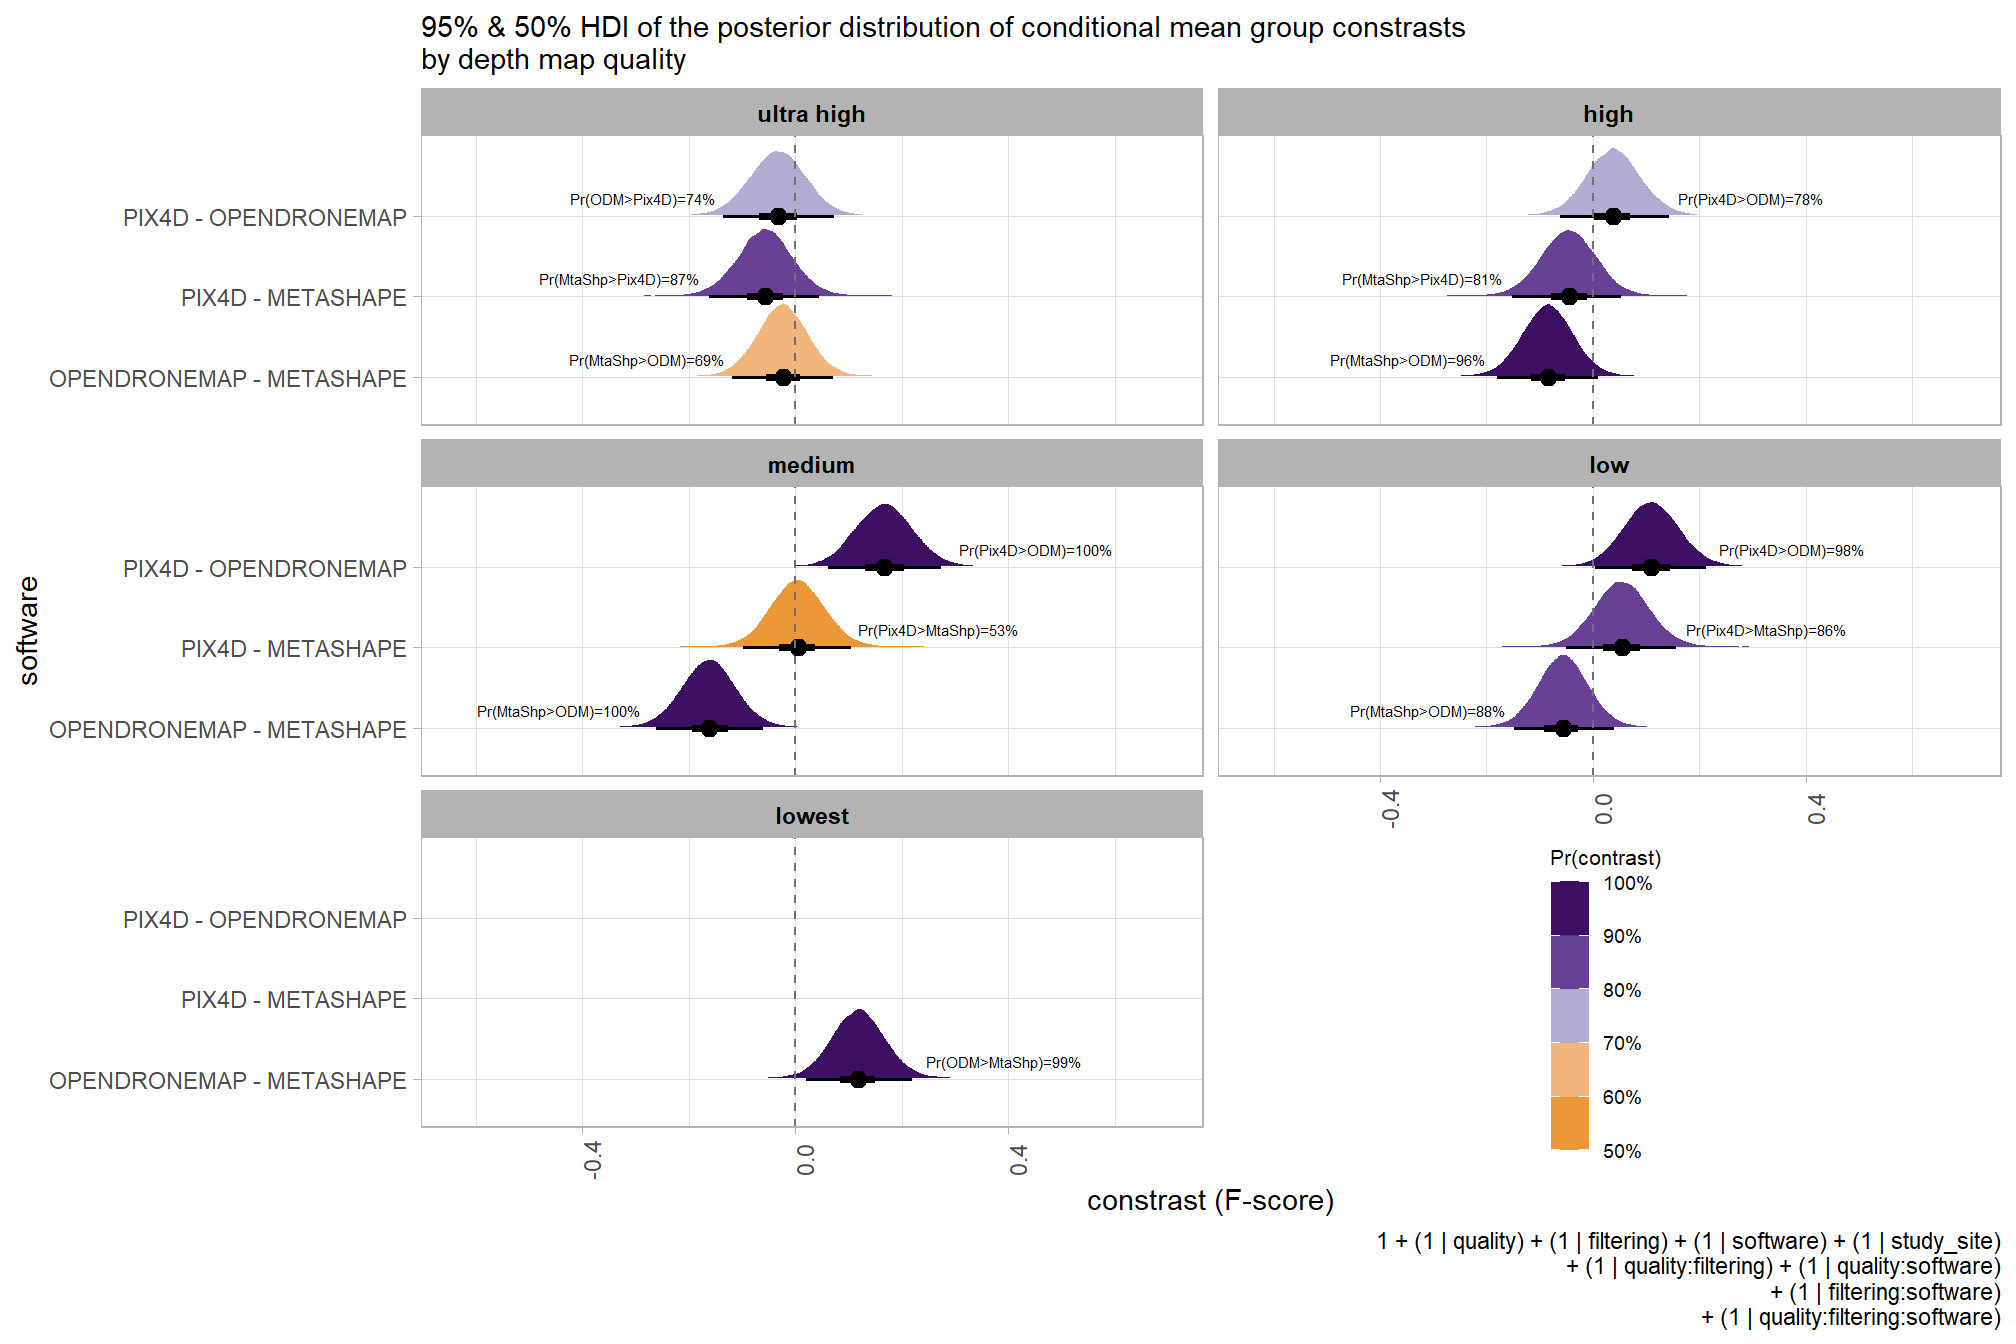 95% & 50% HDI of the posterior distribution of conditional mean group constrasts
by depth map quality
ultra high
PIX4D - OPENDRONEMAP
PIX4D - METASHAPE
OPENDRONEMAP - METASHAPE
Pr(ODM>Pix4D)=74%
Pr(MtaShp>Pix4D)=87%
Pr(MtaShp>ODM)=69%
high
Pr(Pix4D>ODM)=78%
Pr(MtaShp>Pix4D)=81%
Pr(MtaShp>ODM)=96%
medium
PIX4D - OPENDRONEMAP
PIX4D - METASHAPE
OPENDRONEMAP - METASHAPE
Pr(Pix4D>ODM)=100%
Pr(Pix4D>MtaShp)=53%
Pr(MtaShp>ODM)=100%
low
Pr(Pix4D>ODM)=98%
Pr(Pix4D>MtaShp)=86%
Pr(MtaShp>ODM)=88%
-0.4
0.0
0.4
lowest
PIX4D - OPENDRONEMAP
PIX4D - METASHAPE
OPENDRONEMAP - METASHAPE
Pr(ODM>MtaShp)=99%
-0.4
0.0
0.4
software
constrast (F-score)
Pr(contrast)
100%
90%
80%
70%
60%
50%
1 + (1 | quality) + (1 | filtering) + (1 | software) + (1 | study_site)
+ (1 | quality:filtering) + (1 | quality:software)
+ (1 | filtering:software)
+ (1 | quality:filtering:software)